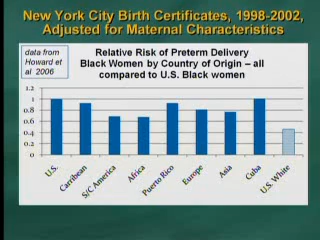 New York City Birth Certificates, 1998-2002,
Adjusted for Maternal Characteristics
data from
Howard et
al 2006
Relative Risk of Preterm Delivery
Black Women by Country of Origin – all
compared to U.S. Black women
1.2
1
0.8
0.6
0.4
0.2
0
U.S.
Carribean
S/C America
Africa
Puerto Rico
Europe
Asia
Cuba
U.S. White